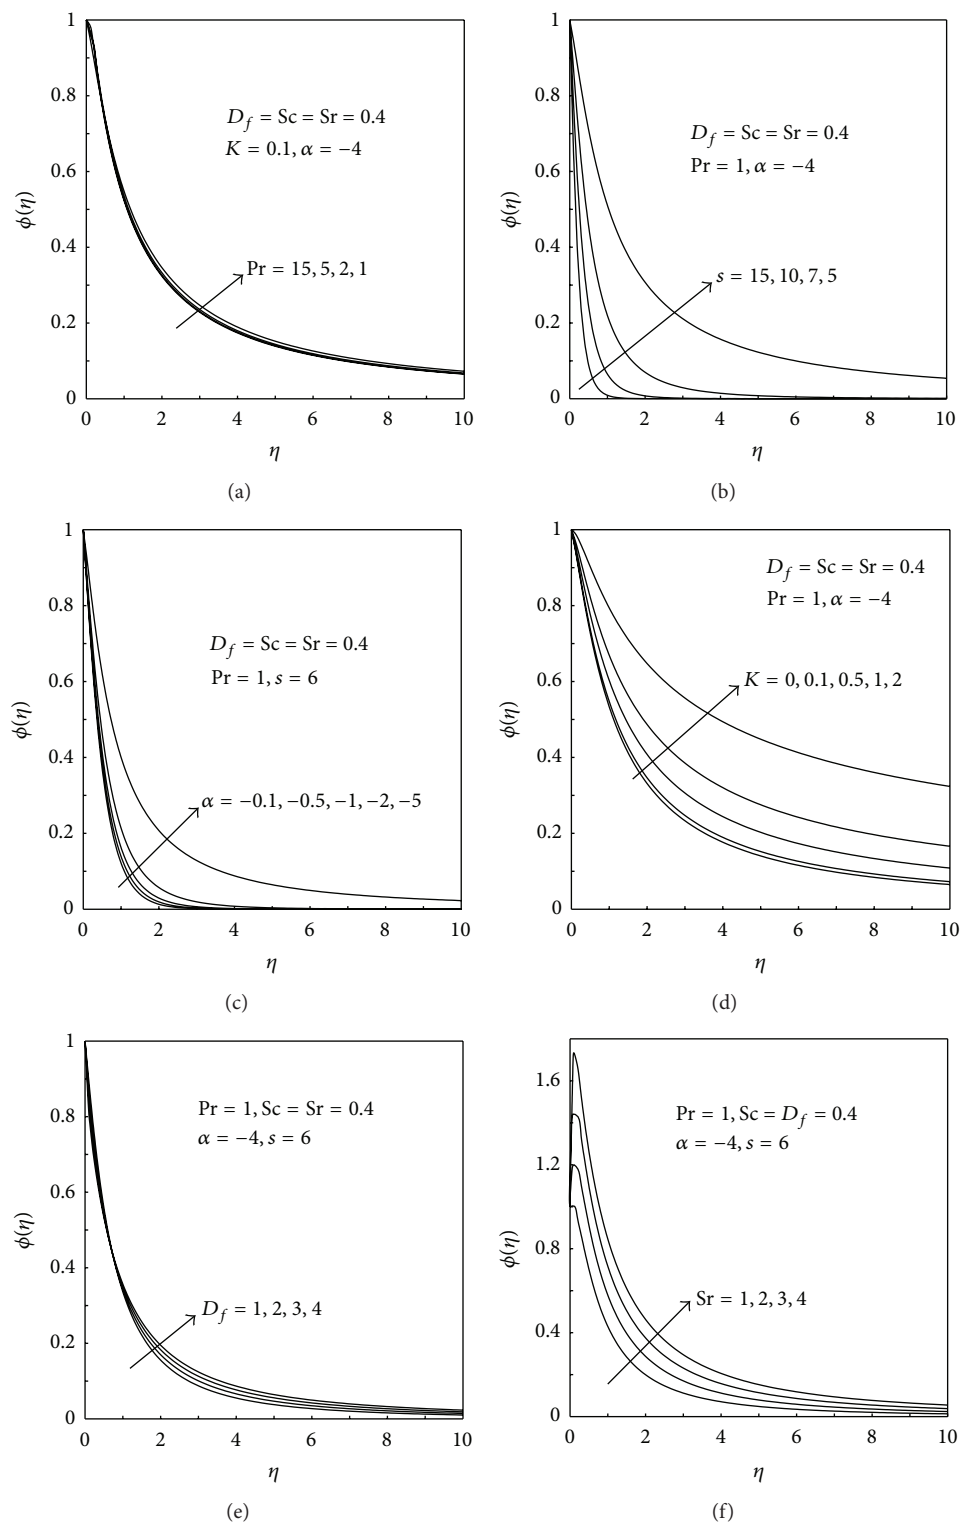 1
0.8
0.6
0.4
0.2
0
ϕ(η)
D_f = Sc = Sr = 0.4
K = 0.1, α = −4
Pr = 15, 5, 2, 1
0 2 4 6 8 10
η
(a)
1
0.8
0.6
0.4
0.2
0
ϕ(η)
D_f = Sc = Sr = 0.4
Pr = 1, α = −4
s = 15, 10, 7, 5
0 2 4 6 8 10
η
(b)
1
0.8
0.6
0.4
0.2
0
ϕ(η)
D_f = Sc = Sr = 0.4
Pr = 1, s = 6
α = −0.1, −0.5, −1, −2, −5
0 2 4 6 8 10
η
(c)
1
0.8
0.6
0.4
0.2
0
ϕ(η)
D_f = Sc = Sr = 0.4
Pr = 1, α = −4
K = 0, 0.1, 0.5, 1, 2
0 2 4 6 8 10
η
(d)
1
0.8
0.6
0.4
0.2
0
ϕ(η)
Pr = 1, Sc = Sr = 0.4
α = −4, s = 6
D_f = 1, 2, 3, 4
0 2 4 6 8 10
η
(e)
1.6
1.2
0.8
0.4
0
ϕ(η)
Pr = 1, Sc = D_f = 0.4
α = −4, s = 6
Sr = 1, 2, 3, 4
0 2 4 6 8 10
η
(f)